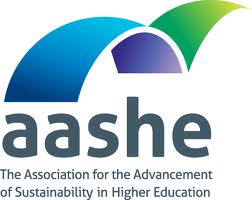 aashe
The Association for the Advancement
of Sustainability in Higher Education